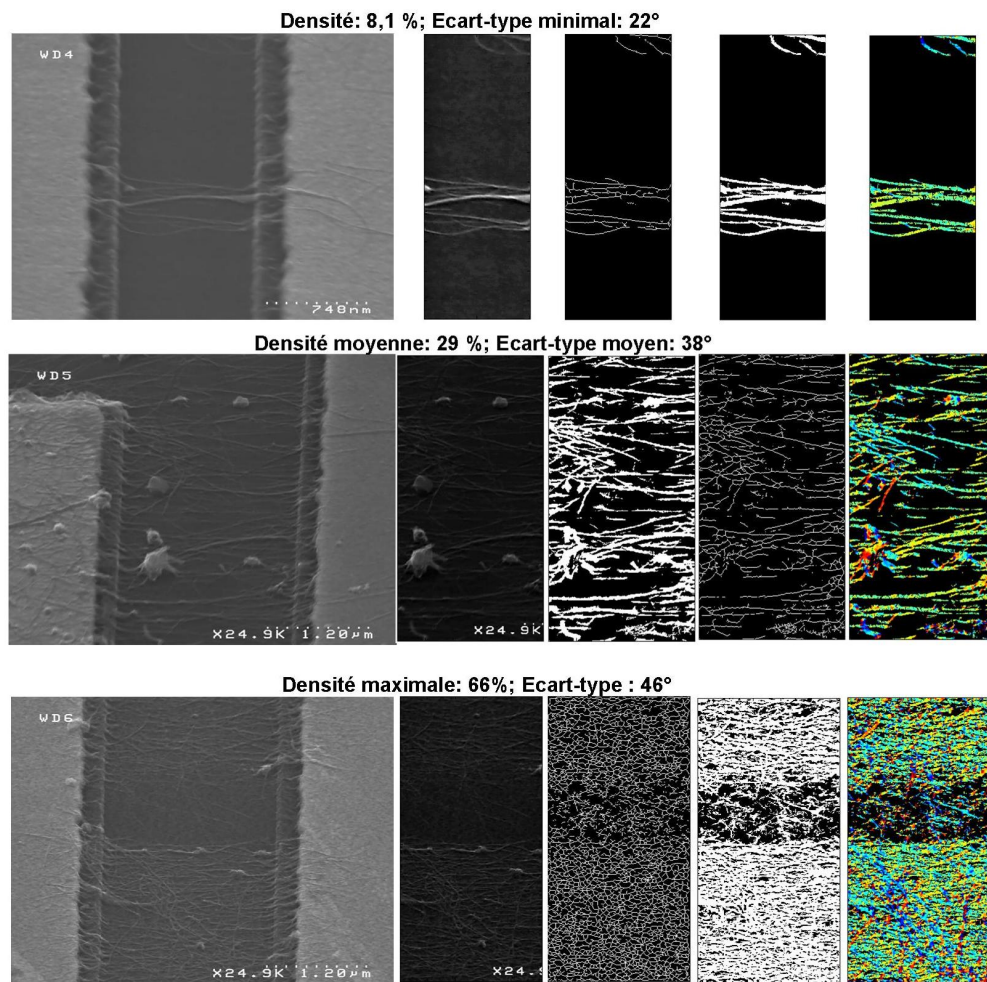 Densité: 8,1 %; Ecart-type minimal: 22°
WD4
748nm
Densité moyenne: 29 %; Ecart-type moyen: 38°
WD5
X24.9K 1.20µm
X24.9K
Densité maximale: 66%; Ecart-type : 46°
WD6
X24.9K 1.20µm
X24.9